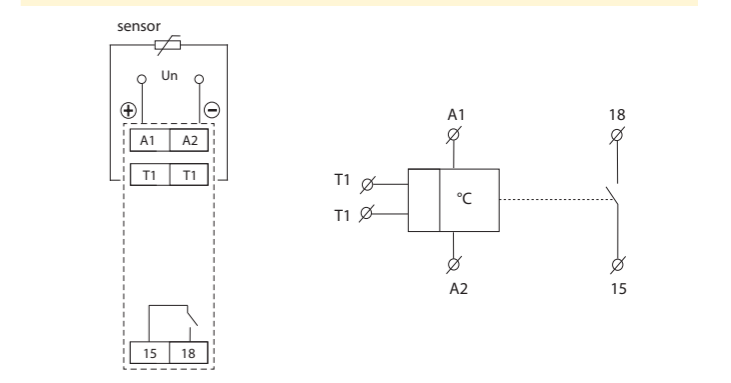 sensor
Un
+ −
A1 A2
T1 T1
15 18
A1 18
T1
°C
T1
A2 15